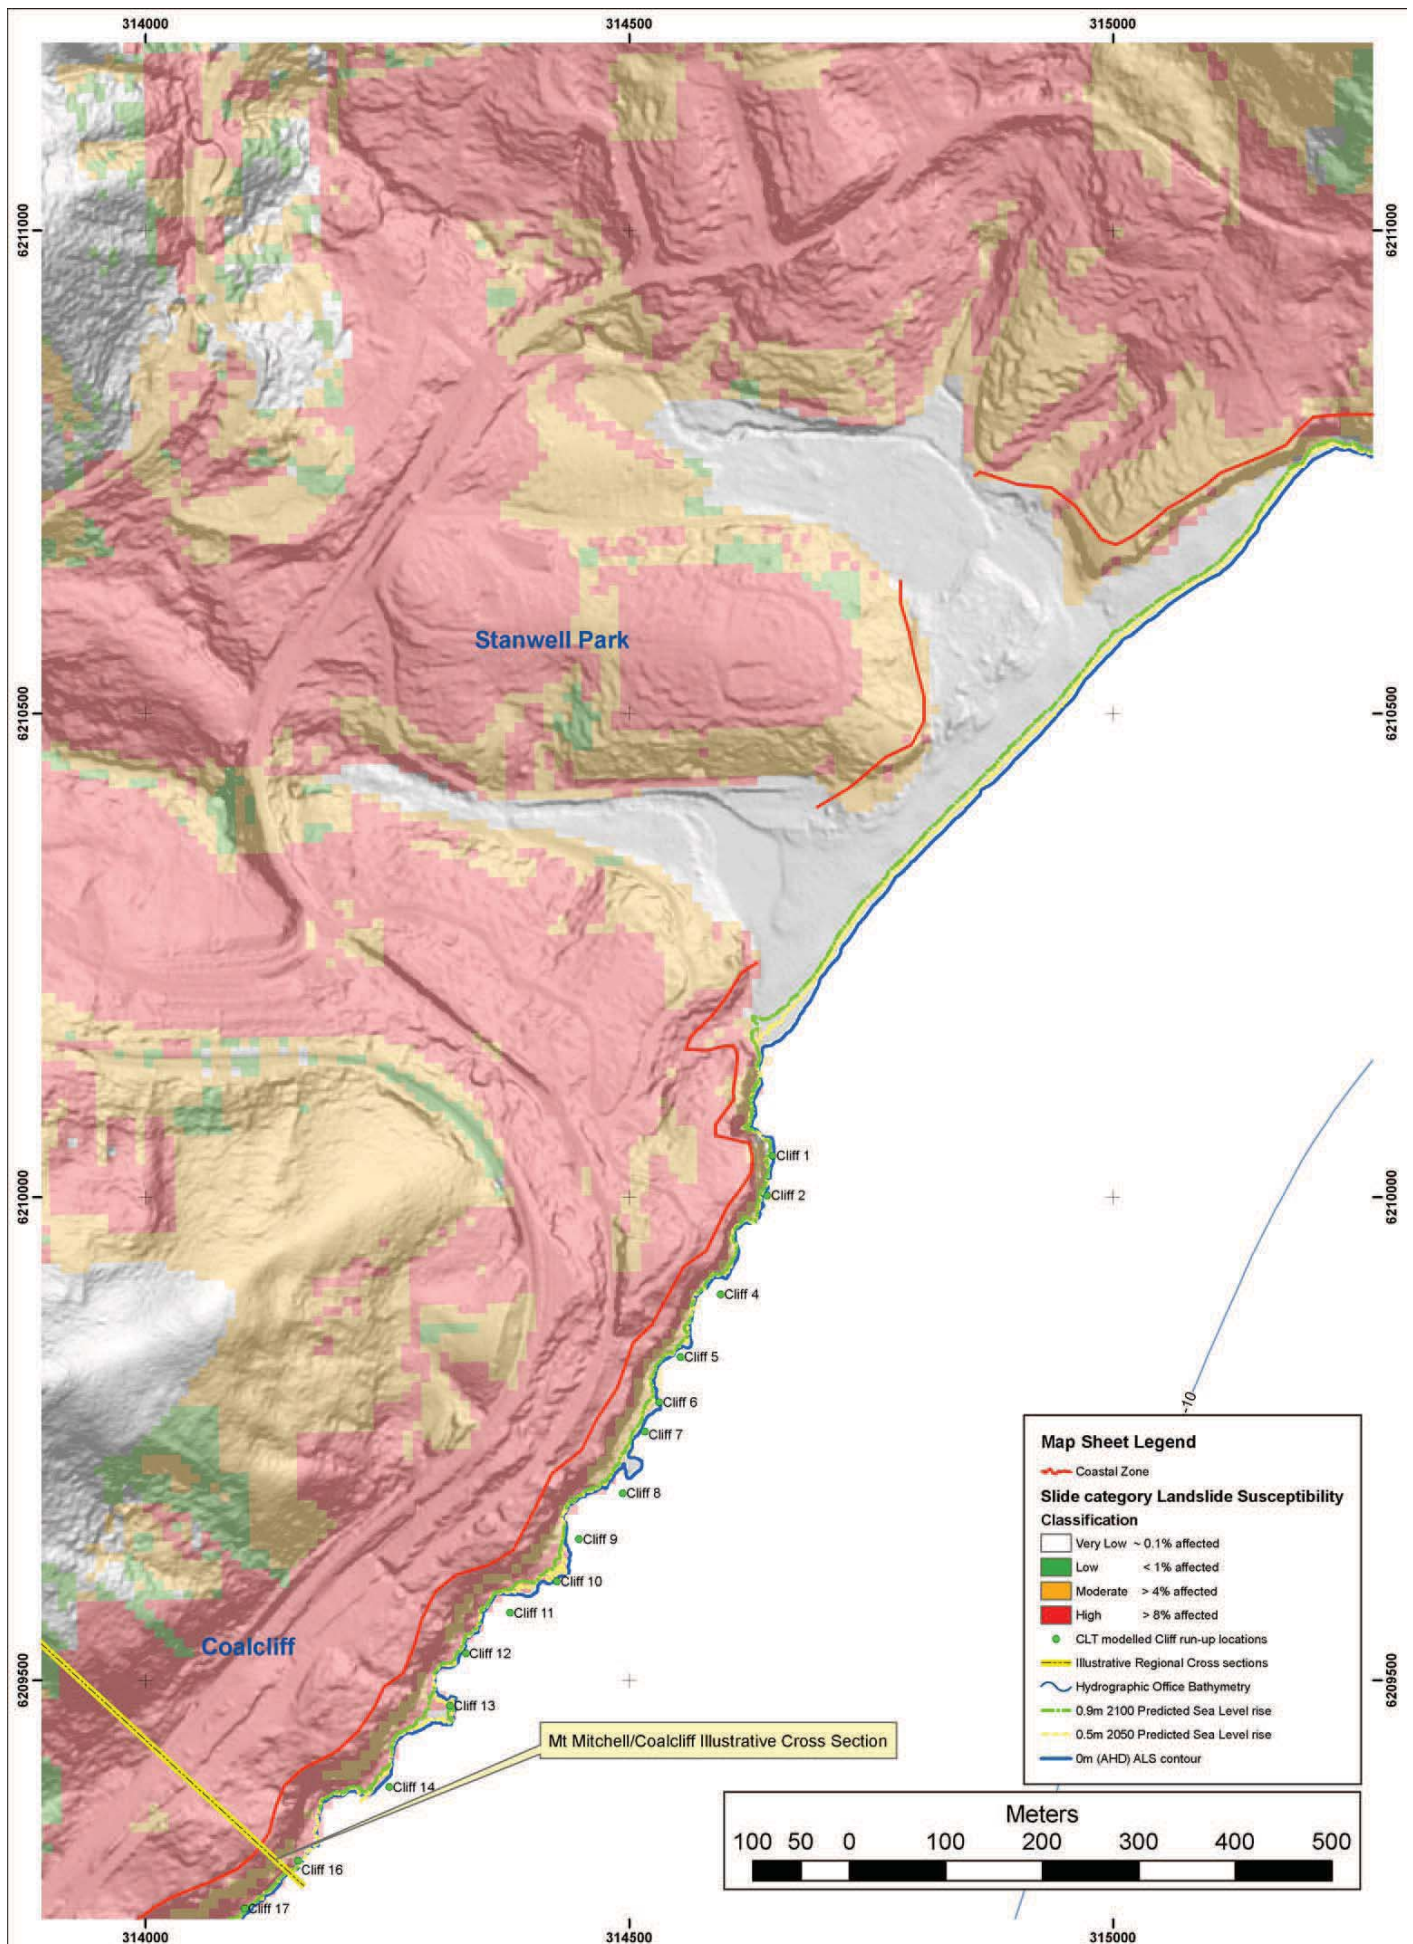 314000 314500 315000
6211000 6211000
Stanwell Park
6210500 6210500
Cliff 1
6210000 6210000
Cliff 2
Cliff 4
Cliff 5
Cliff 6
-10
Cliff 7
Cliff 8
Cliff 9
Cliff 10
Cliff 11
Coalcliff
Cliff 12
6209500 6209500
Cliff 13
Mt Mitchell/Coalcliff Illustrative Cross Section
Cliff 14
Cliff 16
Cliff 17
Map Sheet Legend
Coastal Zone
Slide category Landslide Susceptibility
Classification
Very Low ~ 0.1% affected
Low < 1% affected
Moderate > 4% affected
High > 8% affected
CLT modelled Cliff run-up locations
Illustrative Regional Cross sections
Hydrographic Office Bathymetry
0.9m 2100 Predicted Sea Level rise
0.5m 2050 Predicted Sea Level rise
0m (AHD) ALS contour
Meters
100 50 0 100 200 300 400 500
314000 314500 315000